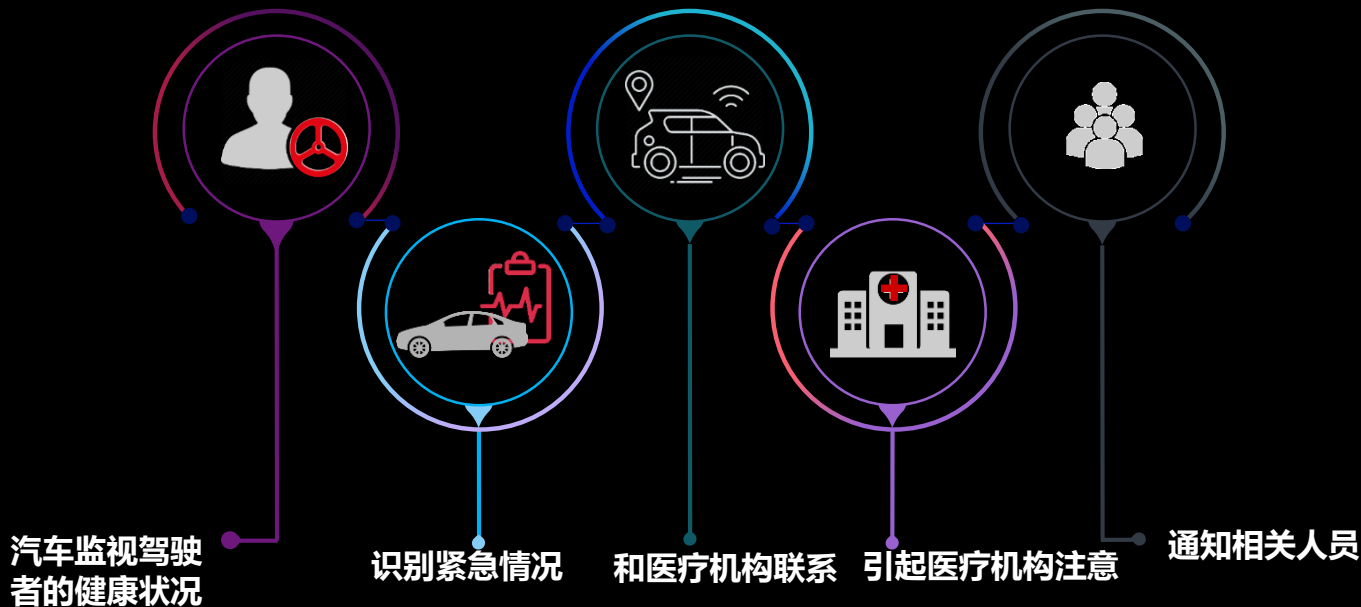 汽车监视驾驶
者的健康状况
识别紧急情况
和医疗机构联系
引起医疗机构注意
通知相关人员